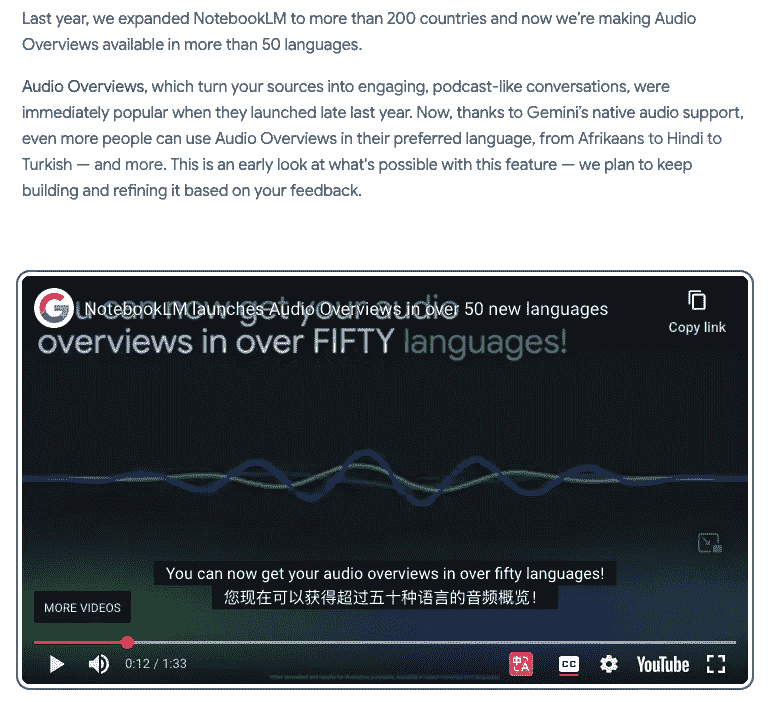 Last year, we expanded NotebookLM to more than 200 countries and now we're making Audio
Overviews available in more than 50 languages.
Audio Overviews, which turn your sources into engaging, podcast-like conversations, were
immediately popular when they launched late last year. Now, thanks to Gemini's native audio support,
even more people can use Audio Overviews in their preferred language, from Afrikaans to Hindi to
Turkish — and more. This is an early look at what's possible with this feature — we plan to keep
building and refining it based on your feedback.
NotebookLM launches Audio Overviews in over 50 new languages
Copy link
u can now get your audio
overviews in over FIFTY languages!
You can now get your audio overviews in over fifty languages!
您现在可以获得超过五十种语言的音频概览！
MORE VIDEOS
0:12 / 1:33
中 A
CC
YouTube